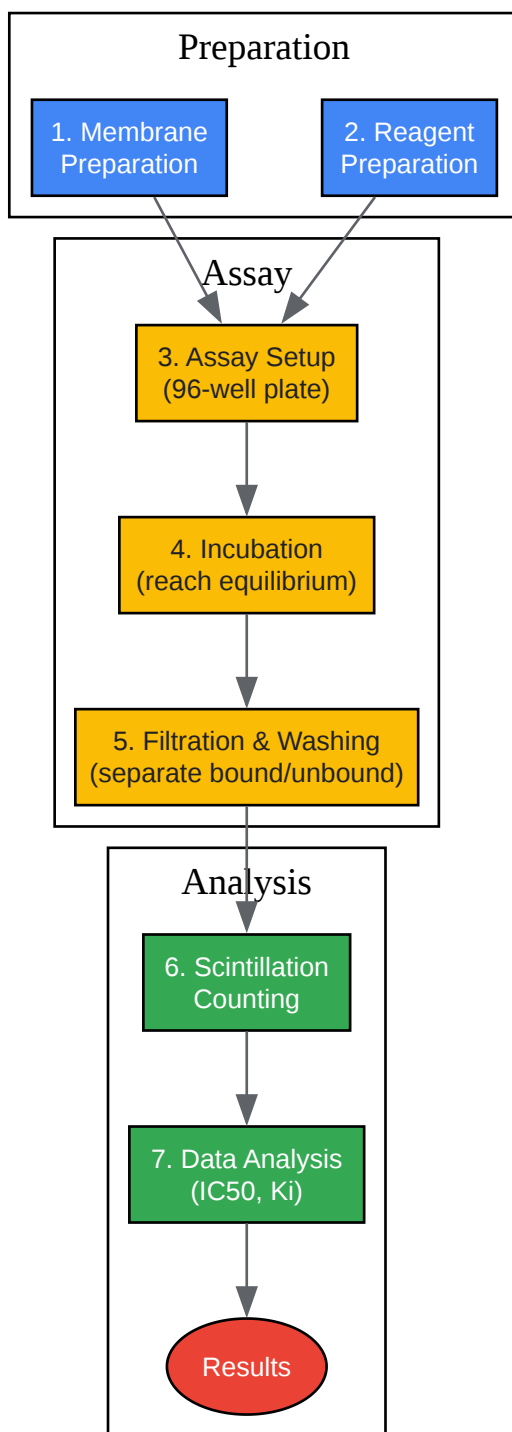 Preparation
1. Membrane
Preparation
2. Reagent
Preparation
Assay
3. Assay Setup
(96-well plate)
4. Incubation
(reach equilibrium)
5. Filtration & Washing
(separate bound/unbound)
Analysis
6. Scintillation
Counting
7. Data Analysis
(IC50, Ki)
Results